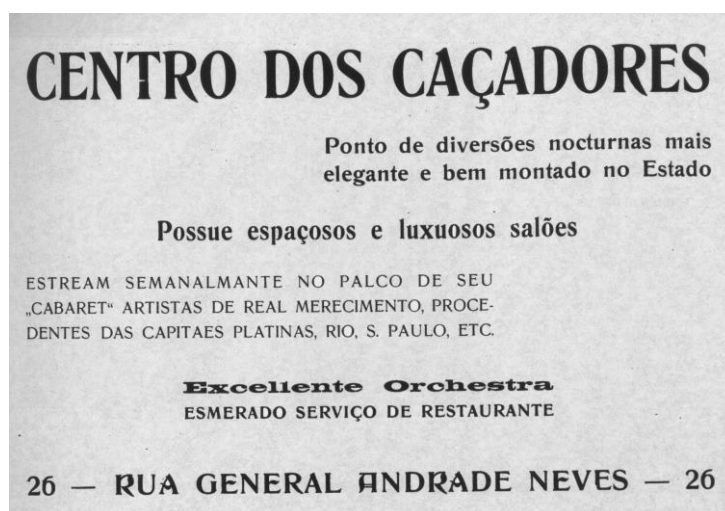 CENTRO DOS CAÇADORES
Ponto de diversões nocturnas mais
elegante e bem montado no Estado
Possue espaçosos e luxuosos salões
ESTREAM SEMANALMANTE NO PALCO DE SEU
„CABARET“ ARTISTAS DE REAL MERECIMENTO, PROCE-
DENTES DAS CAPITAES PLATINAS, RIO, S. PAULO, ETC.
Excellente Orchestra
ESMERADO SERVIÇO DE RESTAURANTE
26 — RUA GENERAL ANDRADE NEVES — 26